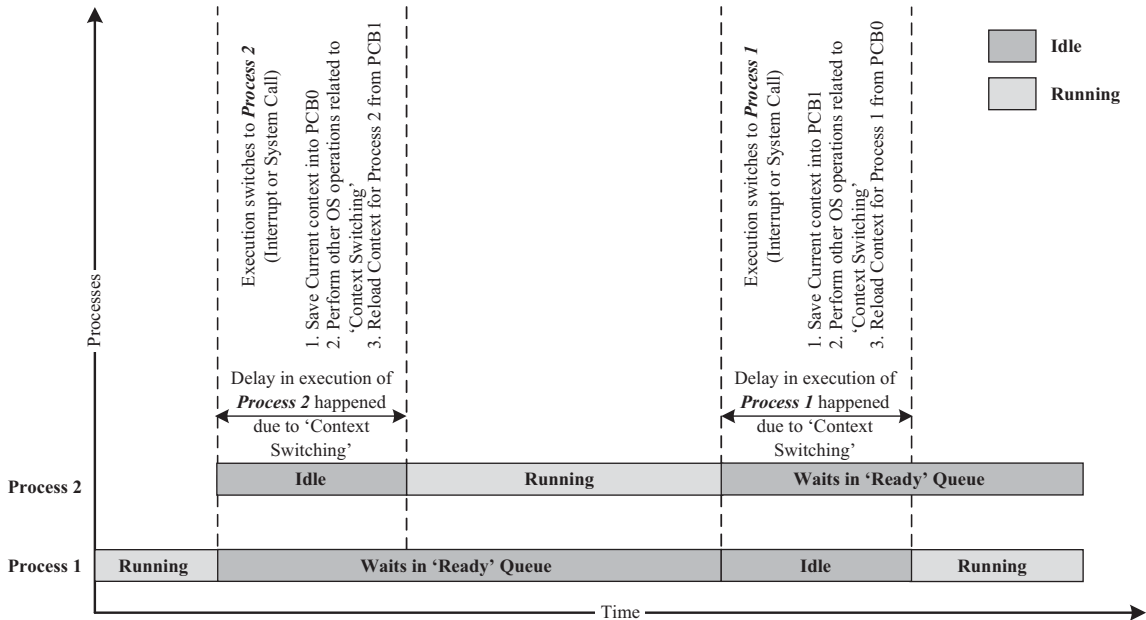 Execution switches to Process 2
(Interrupt or System Call)
1. Save Current context into PCB0
2. Perform other OS operations related to
‘Context Switching’
3. Reload Context for Process 2 from PCB1
Execution switches to Process 1
(Interrupt or System Call)
1. Save Current context into PCB1
2. Perform other OS operations related to
‘Context Switching’
3. Reload Context for Process 1 from PCB0
Idle
Running
Processes
Delay in execution of
Process 2 happened
due to ‘Context
Switching’
Delay in execution of
Process 1 happened
due to ‘Context
Switching’
Process 2
Idle
Running
Waits in ‘Ready’ Queue
Process 1
Running
Waits in ‘Ready’ Queue
Idle
Running
Time